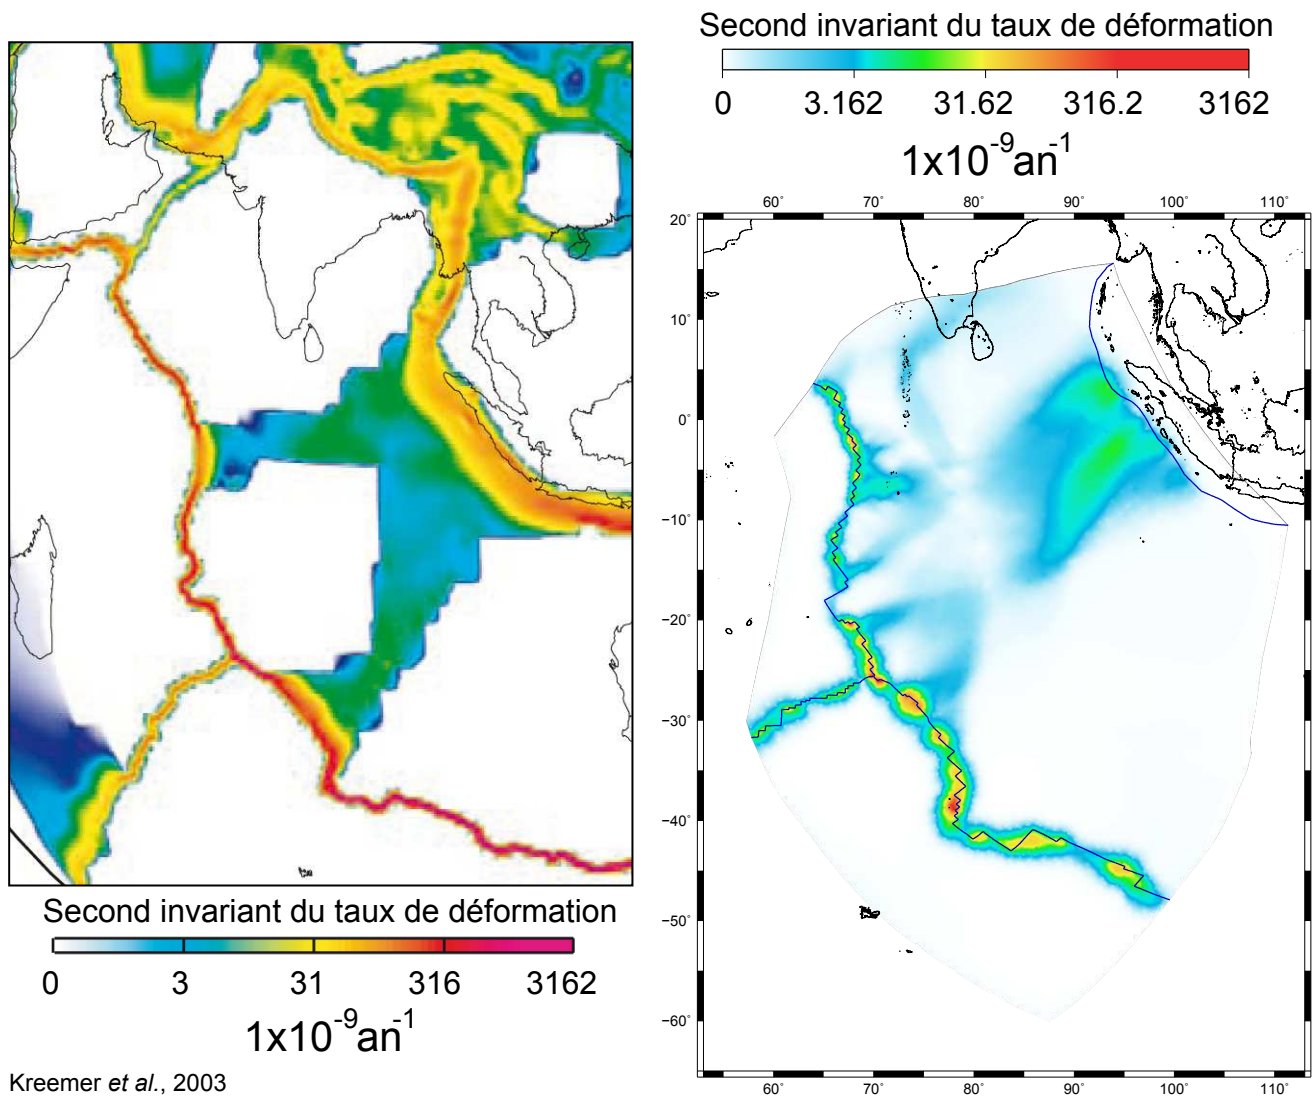 Second invariant du taux de déformation
0 3.162 31.62 316.2 3162
1x10-9an-1
60˚ 70˚ 80˚ 90˚ 100˚ 110˚
20˚
10˚
0˚
−10˚
−20˚
−30˚
−40˚
−50˚
−60˚
60˚ 70˚ 80˚ 90˚ 100˚ 110˚
Second invariant du taux de déformation
0 3 31 316 3162
1x10-9an-1
Kreemer et al., 2003